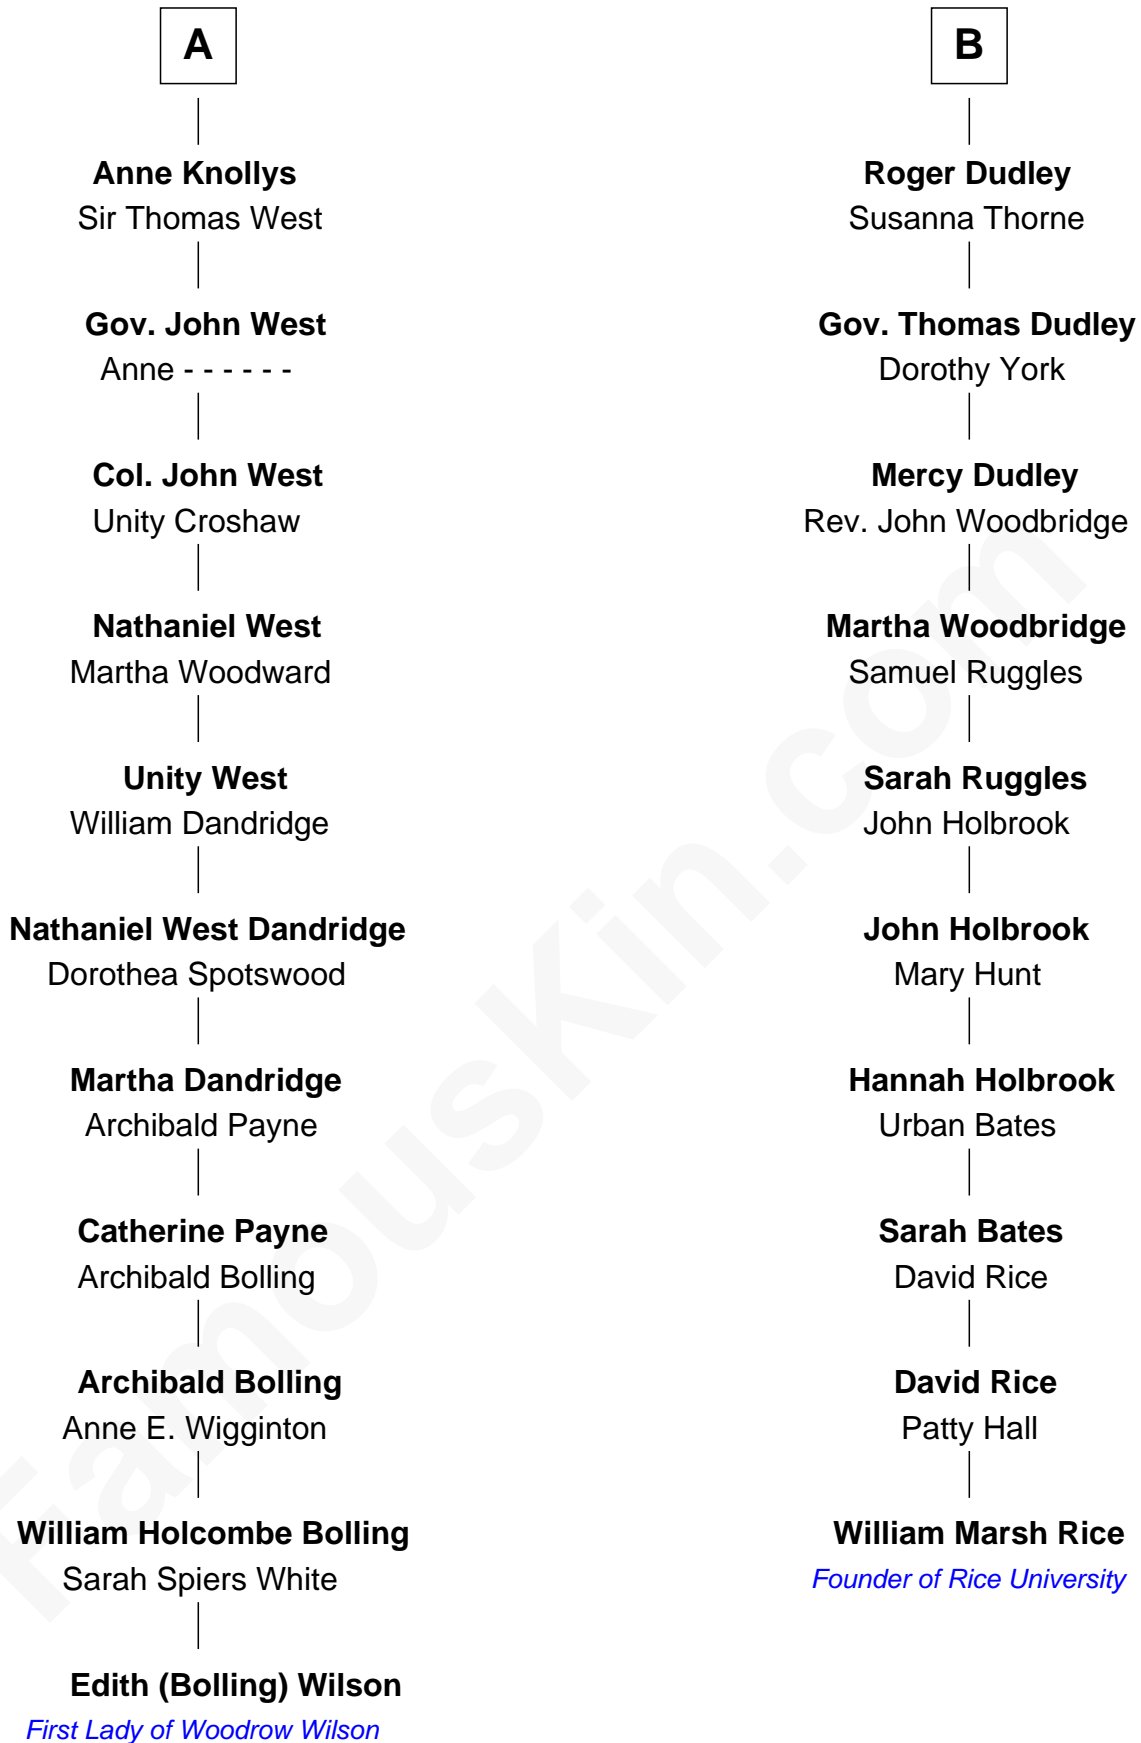 A
Anne Knollys
Sir Thomas West
Gov. John West
Anne - - - - - -
Col. John West
Unity Croshaw
Nathaniel West
Martha Woodward
Unity West
William Dandridge
Nathaniel West Dandridge
Dorothea Spotswood
Martha Dandridge
Archibald Payne
Catherine Payne
Archibald Bolling
Archibald Bolling
Anne E. Wigginton
William Holcombe Bolling
Sarah Spiers White
Edith (Bolling) Wilson
First Lady of Woodrow Wilson
B
Roger Dudley
Susanna Thorne
Gov. Thomas Dudley
Dorothy York
Mercy Dudley
Rev. John Woodbridge
Martha Woodbridge
Samuel Ruggles
Sarah Ruggles
John Holbrook
John Holbrook
Mary Hunt
Hannah Holbrook
Urban Bates
Sarah Bates
David Rice
David Rice
Patty Hall
William Marsh Rice
Founder of Rice University
FamousKin.com